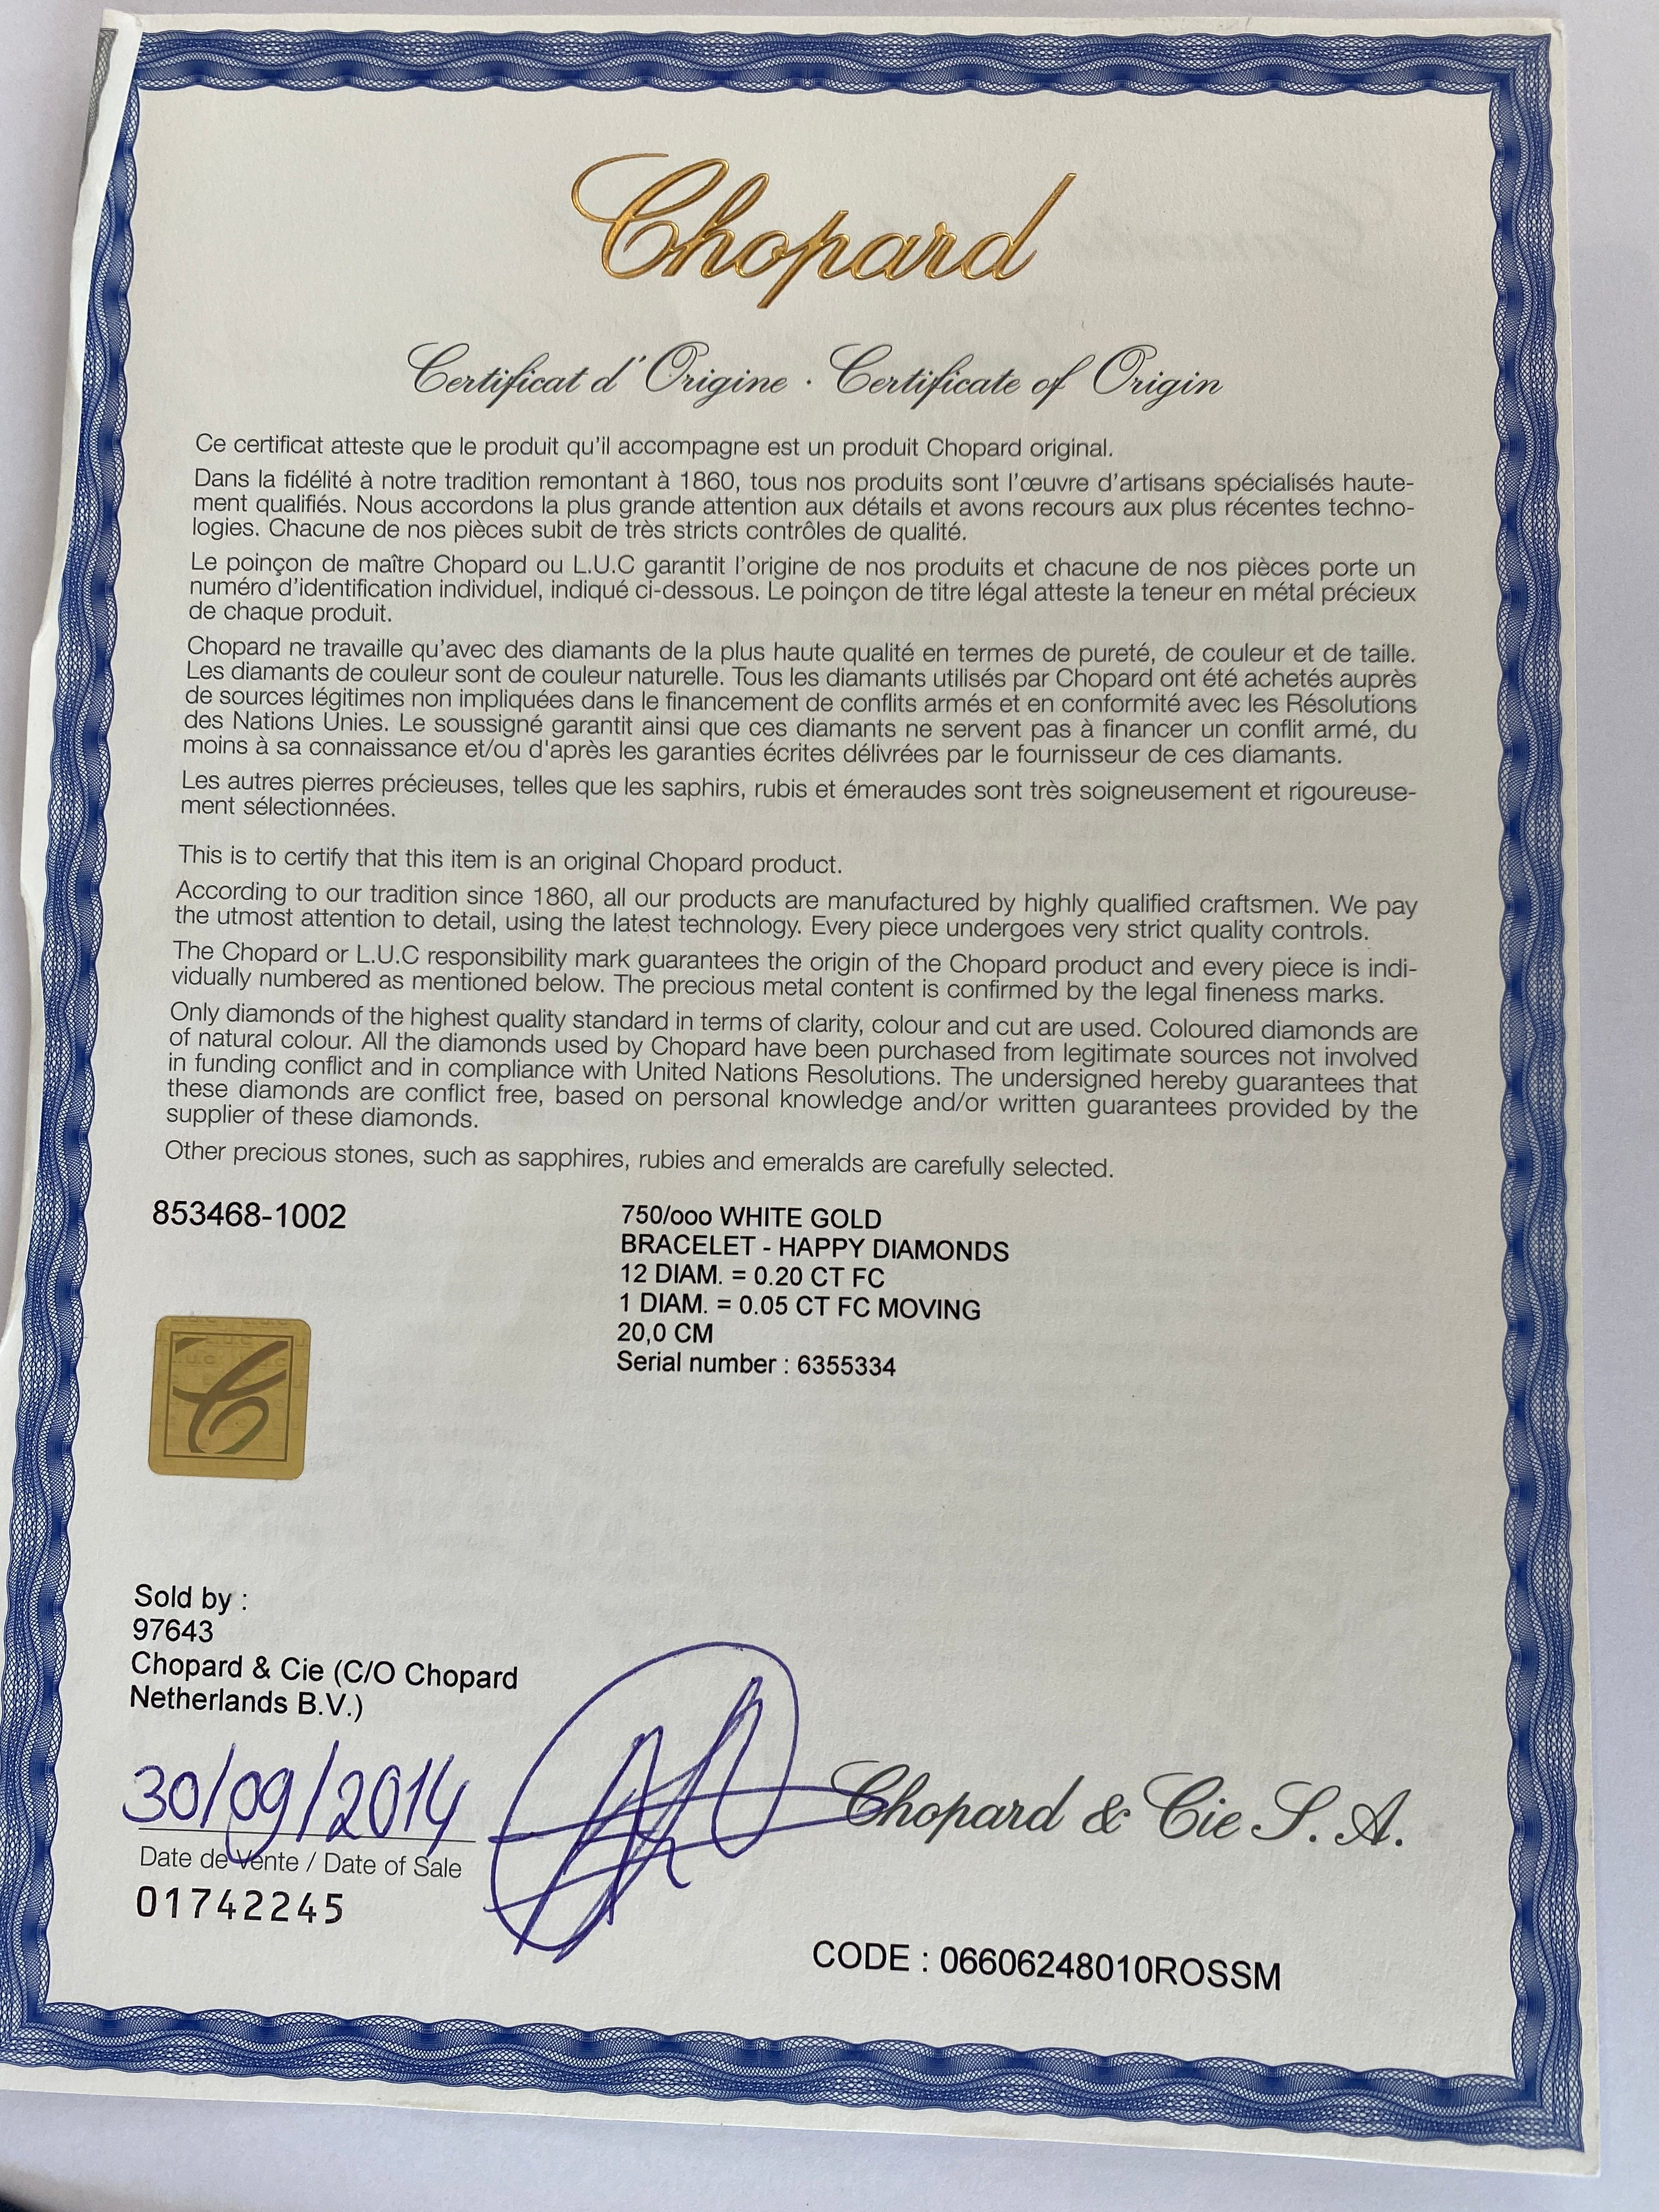 Chopard
Certificat d'Origine · Certificate of Origin
Ce certificat atteste que le produit qu'il accompagne est un produit Chopard original.
Dans la fidélité à notre tradition remontant à 1860, tous nos produits sont l'œuvre d'artisans spécialisés haute-
ment qualifiés. Nous accordons la plus grande attention aux détails et avons recours aux plus récentes techno-
logies. Chacune de nos pièces subit de très stricts contrôles de qualité.
Le poinçon de maître Chopard ou L.U.C garantit l'origine de nos produits et chacune de nos pièces porte un
numéro d'identification individuel, indiqué ci-dessous. Le poinçon de titre légal atteste la teneur en métal précieux
de chaque produit.
Chopard ne travaille qu'avec des diamants de la plus haute qualité en termes de pureté, de couleur et de taille.
Les diamants de couleur sont de couleur naturelle. Tous les diamants utilisés par Chopard ont été achetés auprès
de sources légitimes non impliquées dans le financement de conflits armés et en conformité avec les Résolutions
des Nations Unies. Le soussigné garantit ainsi que ces diamants ne servent pas à financer un conflit armé, du
moins à sa connaissance et/ou d'après les garanties écrites délivrées par le fournisseur de ces diamants.
Les autres pierres précieuses, telles que les saphirs, rubis et émeraudes sont très soigneusement et rigoureuse-
ment sélectionnées.
This is to certify that this item is an original Chopard product.
According to our tradition since 1860, all our products are manufactured by highly qualified craftsmen. We pay
the utmost attention to detail, using the latest technology. Every piece undergoes very strict quality controls.
The Chopard or L.U.C responsibility mark guarantees the origin of the Chopard product and every piece is indi-
vidually numbered as mentioned below. The precious metal content is confirmed by the legal fineness marks.
Only diamonds of the highest quality standard in terms of clarity, colour and cut are used. Coloured diamonds are
of natural colour. All the diamonds used by Chopard have been purchased from legitimate sources not involved
in funding conflict and in compliance with United Nations Resolutions. The undersigned hereby guarantees that
these diamonds are conflict free, based on personal knowledge and/or written guarantees provided by the
supplier of these diamonds.
Other precious stones, such as sapphires, rubies and emeralds are carefully selected.
853468-1002
750/ooo WHITE GOLD
BRACELET - HAPPY DIAMONDS
12 DIAM. = 0.20 CT FC
1 DIAM. = 0.05 CT FC MOVING
20,0 CM
Serial number : 6355334
Sold by :
97643
Chopard & Cie (C/O Chopard
Netherlands B.V.)
30/09/2014
Chopard & Cie S. A.
Date de Vente / Date of Sale
01742245
CODE : 06606248010ROSSM